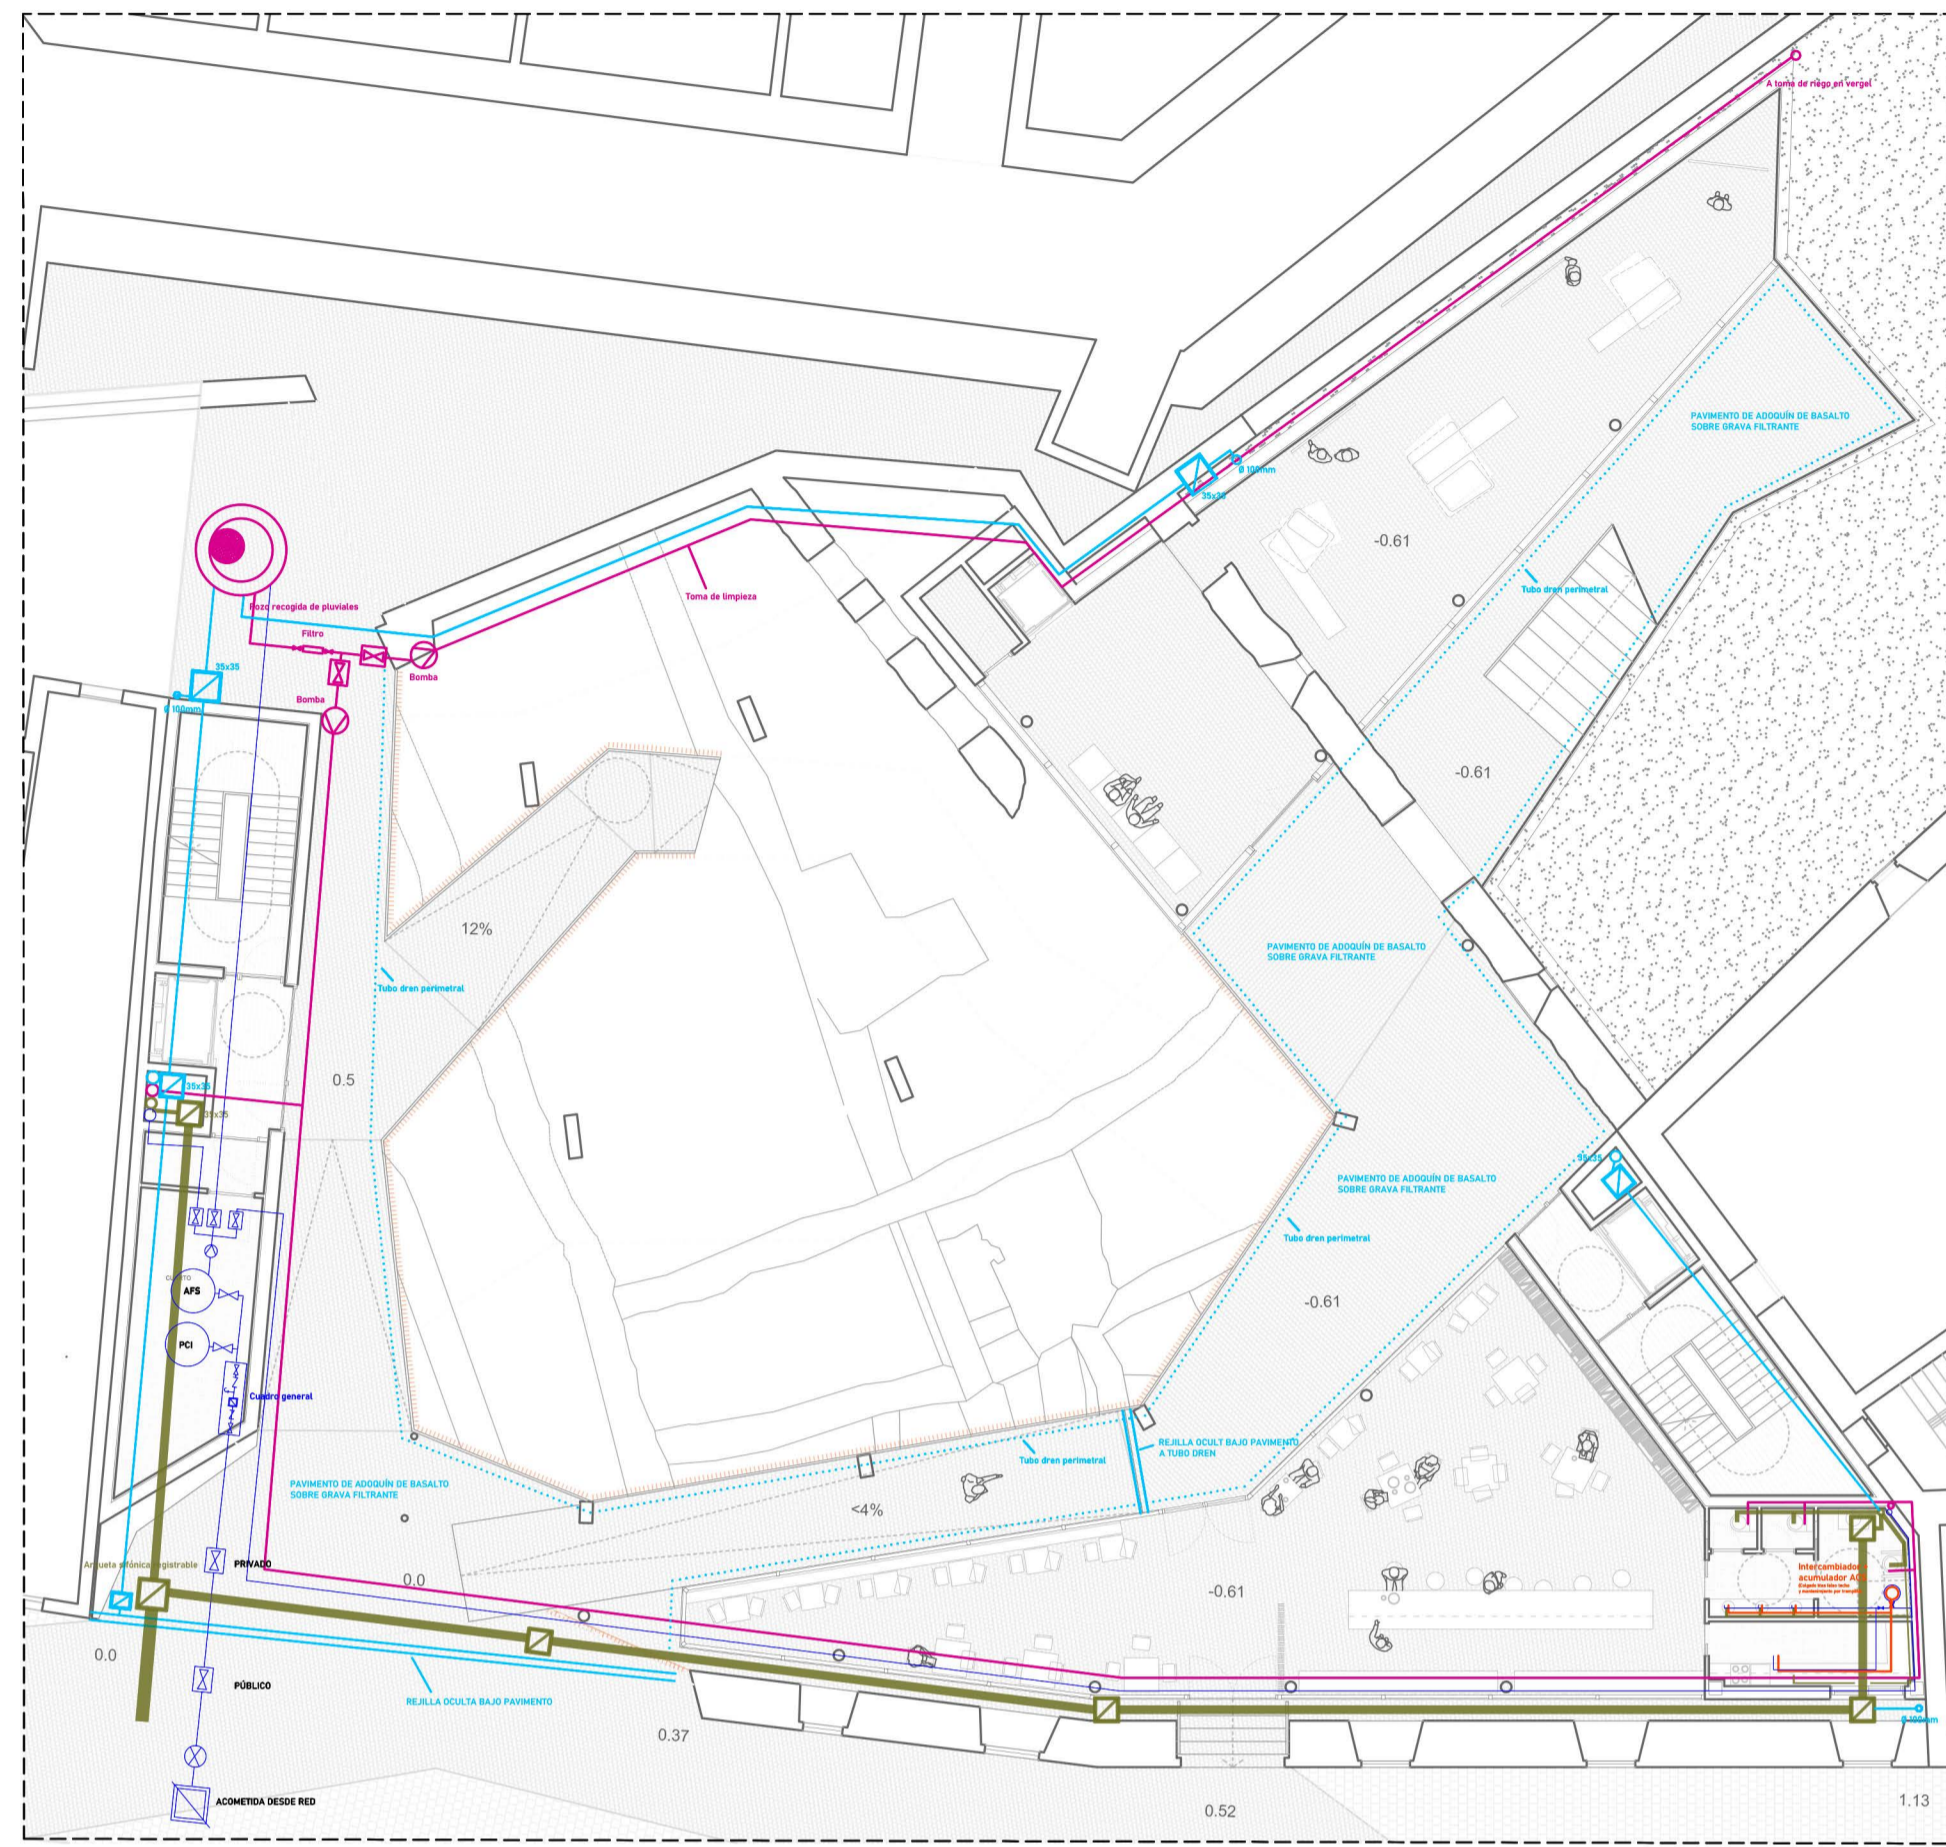 A toma de riego en vergel
PAVIMENTO DE ADOQUÍN DE BASALTO
SOBRE GRAVA FILTRANTE
Ø 100mm
35x35
-0.61
Tubo dren perimetral
Pozo recogida de pluviales
Toma de limpieza
Filtro
Bomba
35x35
Bomba
Ø 100mm
-0.61
12%
PAVIMENTO DE ADOQUÍN DE BASALTO
SOBRE GRAVA FILTRANTE
Tubo dren perimetral
0.5
35x35
35x35
35x35
PAVIMENTO DE ADOQUÍN DE BASALTO
SOBRE GRAVA FILTRANTE
Tubo dren perimetral
AFS
-0.61
PCI
Cuadro general
REJILLA OCULT BAJO PAVIMENTO
A TUBO DREN
Tubo dren perimetral
PAVIMENTO DE ADOQUÍN DE BASALTO
SOBRE GRAVA FILTRANTE
<4%
Arqueta sifónica registrable
PRIVADO
0.0
-0.61
Intercambiador
acumulador
0.0
PÚBLICO
REJILLA OCULTA BAJO PAVIMENTO
0.37
Ø 100mm
ACOMETIDA DESDE RED
0.52
1.13